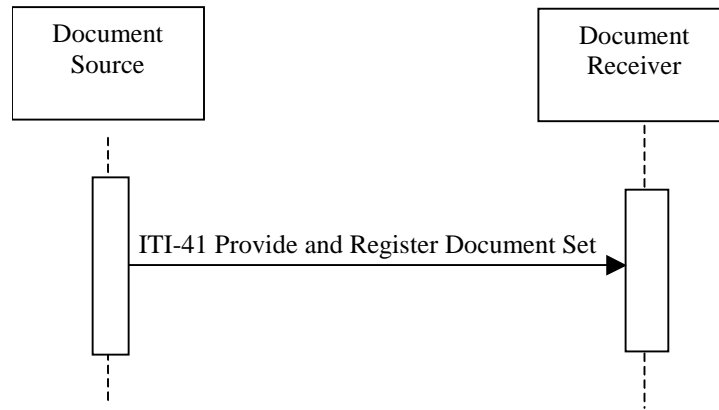 Document
Source
Document
Receiver
ITI-41 Provide and Register Document Set